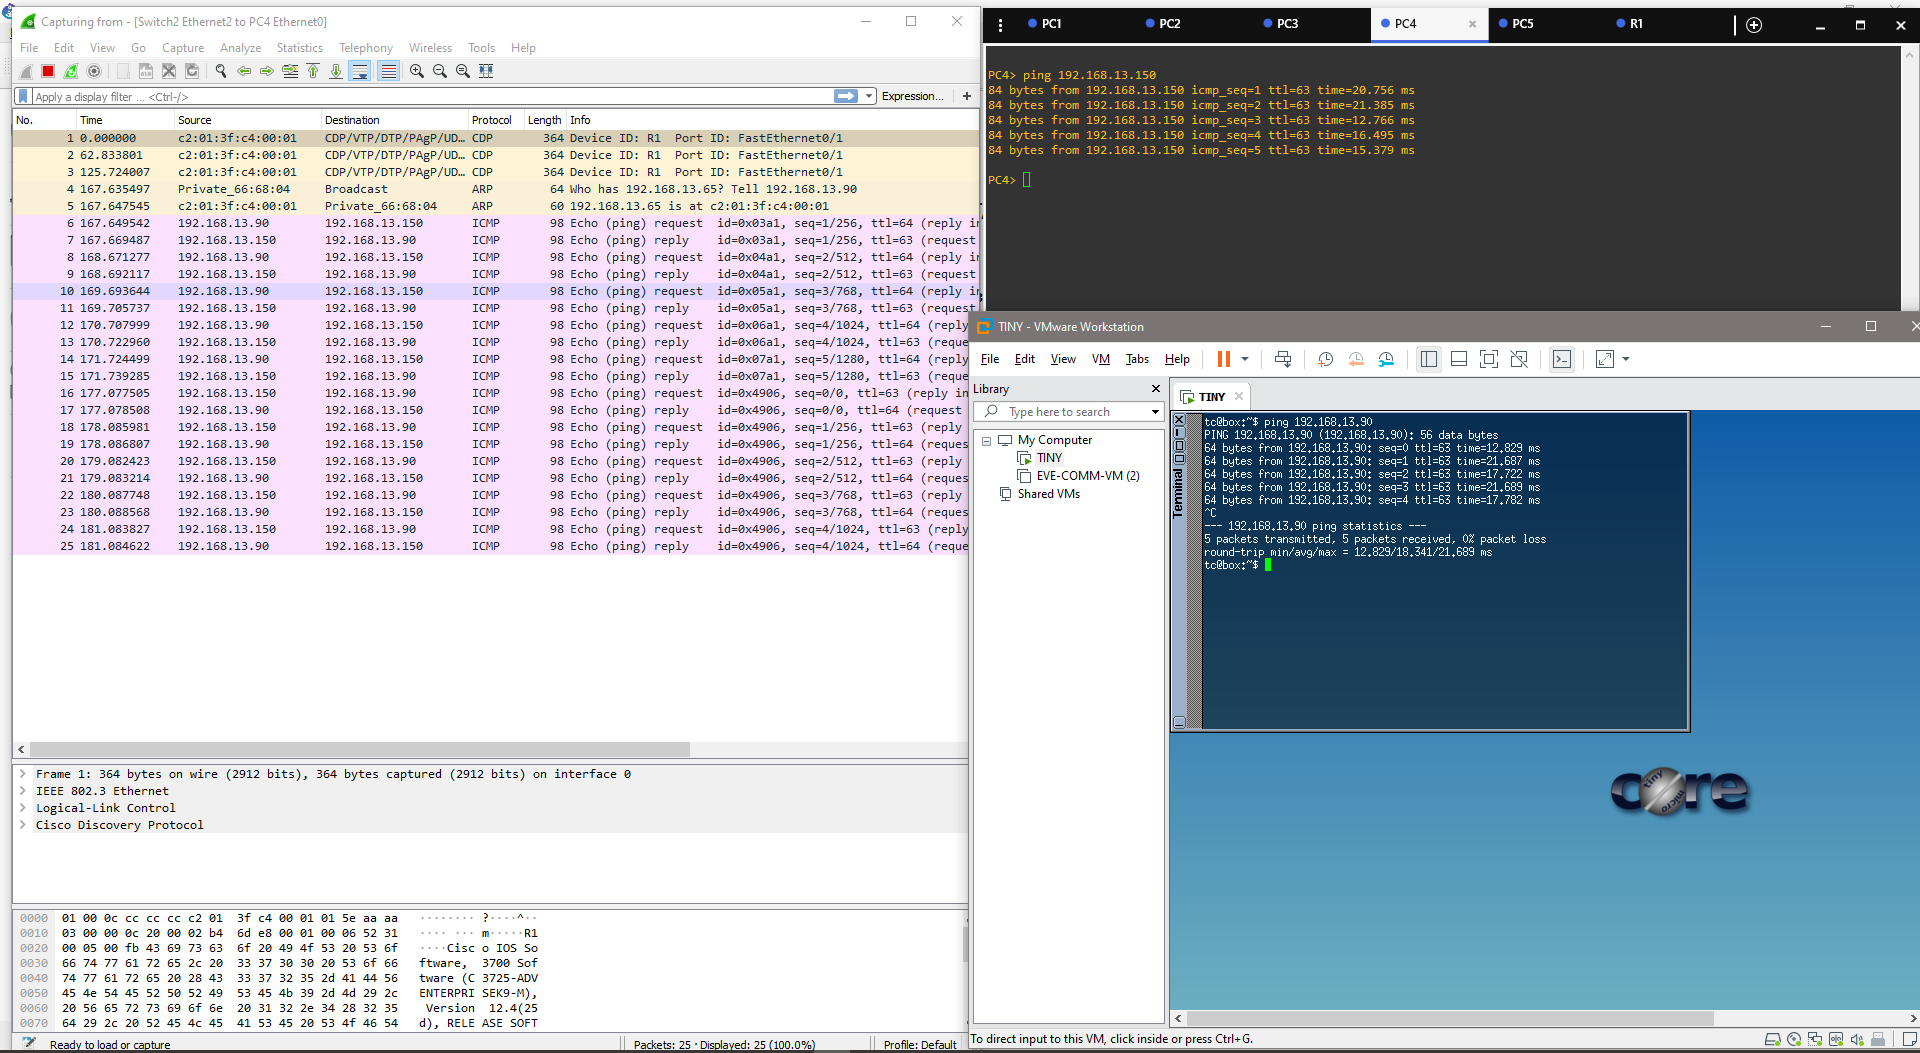 Capturing from - [Switch2 Ethernet2 to PC4 Ethernet0]
File Edit View Go Capture Analyze Statistics Telephony Wireless Tools Help
Apply a display filter ... <Ctrl-/> Expression... +
No. Time Source Destination Protocol Length Info
1 0.000000 c2:01:3f:c4:00:01 CDP/VTP/DTP/PAgP/UD… CDP 364 Device ID: R1 Port ID: FastEthernet0/1
2 62.833801 c2:01:3f:c4:00:01 CDP/VTP/DTP/PAgP/UD… CDP 364 Device ID: R1 Port ID: FastEthernet0/1
3 125.724007 c2:01:3f:c4:00:01 CDP/VTP/DTP/PAgP/UD… CDP 364 Device ID: R1 Port ID: FastEthernet0/1
4 167.635497 Private_66:68:04 Broadcast ARP 64 Who has 192.168.13.65? Tell 192.168.13.90
5 167.647545 c2:01:3f:c4:00:01 Private_66:68:04 ARP 60 192.168.13.65 is at c2:01:3f:c4:00:01
6 167.649542 192.168.13.90 192.168.13.150 ICMP 98 Echo (ping) request id=0x03a1, seq=1/256, ttl=64 (reply in
7 167.669487 192.168.13.150 192.168.13.90 ICMP 98 Echo (ping) reply id=0x03a1, seq=1/256, ttl=63 (request
8 168.671277 192.168.13.90 192.168.13.150 ICMP 98 Echo (ping) request id=0x04a1, seq=2/512, ttl=64 (reply in
9 168.692117 192.168.13.150 192.168.13.90 ICMP 98 Echo (ping) reply id=0x04a1, seq=2/512, ttl=63 (request
10 169.693644 192.168.13.90 192.168.13.150 ICMP 98 Echo (ping) request id=0x05a1, seq=3/768, ttl=64 (reply in
11 169.705737 192.168.13.150 192.168.13.90 ICMP 98 Echo (ping) reply id=0x05a1, seq=3/768, ttl=63 (request
12 170.707999 192.168.13.90 192.168.13.150 ICMP 98 Echo (ping) request id=0x06a1, seq=4/1024, ttl=64 (reply
13 170.722960 192.168.13.150 192.168.13.90 ICMP 98 Echo (ping) reply id=0x06a1, seq=4/1024, ttl=63 (reques
14 171.724499 192.168.13.90 192.168.13.150 ICMP 98 Echo (ping) request id=0x07a1, seq=5/1280, ttl=64 (reply
15 171.739285 192.168.13.150 192.168.13.90 ICMP 98 Echo (ping) reply id=0x07a1, seq=5/1280, ttl=63 (reques
16 177.077505 192.168.13.150 192.168.13.90 ICMP 98 Echo (ping) request id=0x4906, seq=0/0, ttl=63 (reply in
17 177.078508 192.168.13.90 192.168.13.150 ICMP 98 Echo (ping) reply id=0x4906, seq=0/0, ttl=64 (request
18 178.085981 192.168.13.150 192.168.13.90 ICMP 98 Echo (ping) request id=0x4906, seq=1/256, ttl=63 (reply
19 178.086807 192.168.13.90 192.168.13.150 ICMP 98 Echo (ping) reply id=0x4906, seq=1/256, ttl=64 (reques
20 179.082423 192.168.13.150 192.168.13.90 ICMP 98 Echo (ping) request id=0x4906, seq=2/512, ttl=63 (reply
21 179.083214 192.168.13.90 192.168.13.150 ICMP 98 Echo (ping) reply id=0x4906, seq=2/512, ttl=64 (reques
22 180.087748 192.168.13.150 192.168.13.90 ICMP 98 Echo (ping) request id=0x4906, seq=3/768, ttl=63 (reply
23 180.088568 192.168.13.90 192.168.13.150 ICMP 98 Echo (ping) reply id=0x4906, seq=3/768, ttl=64 (reques
24 181.083827 192.168.13.150 192.168.13.90 ICMP 98 Echo (ping) request id=0x4906, seq=4/1024, ttl=63 (repl
25 181.084622 192.168.13.90 192.168.13.150 ICMP 98 Echo (ping) reply id=0x4906, seq=4/1024, ttl=64 (reque
Frame 1: 364 bytes on wire (2912 bits), 364 bytes captured (2912 bits) on interface 0
IEEE 802.3 Ethernet
Logical-Link Control
Cisco Discovery Protocol
0000 01 00 0c cc cc cc c2 01 3f c4 00 01 01 5e aa aa ········ ?····^··
0010 03 00 00 0c 20 00 02 b4 6d e8 00 01 00 06 52 31 ···· ··· m·····R1
0020 00 05 00 fb 43 69 73 63 6f 20 49 4f 53 20 53 6f ····Cisc o IOS So
0030 66 74 77 61 72 65 2c 20 33 37 30 30 20 53 6f 66 ftware, 3700 Sof
0040 74 77 61 72 65 20 28 43 33 37 32 35 2d 41 44 56 tware (C 3725-ADV
0050 45 4e 54 45 52 50 52 49 53 45 4b 39 2d 4d 29 2c ENTERPRI SEK9-M),
0060 20 56 65 72 73 69 6f 6e 20 31 32 2e 34 28 32 35 Version 12.4(25
0070 64 29 2c 20 52 45 4c 45 41 53 45 20 53 4f 46 54 d), RELE ASE SOFT
Ready to load or capture Packets: 25 · Displayed: 25 (100.0%) Profile: Default
PC1 PC2 PC3 PC4 × PC5 R1
PC4> ping 192.168.13.150
84 bytes from 192.168.13.150 icmp_seq=1 ttl=63 time=20.756 ms
84 bytes from 192.168.13.150 icmp_seq=2 ttl=63 time=21.385 ms
84 bytes from 192.168.13.150 icmp_seq=3 ttl=63 time=12.766 ms
84 bytes from 192.168.13.150 icmp_seq=4 ttl=63 time=16.495 ms
84 bytes from 192.168.13.150 icmp_seq=5 ttl=63 time=15.379 ms
PC4>
TINY - VMware Workstation
File Edit View VM Tabs Help
Library
Type here to search
My Computer
TINY
EVE-COMM-VM (2)
Shared VMs
TINY
Terminal
tc@box:~$ ping 192.168.13.90
PING 192.168.13.90 (192.168.13.90): 56 data bytes
64 bytes from 192.168.13.90: seq=0 ttl=63 time=12.829 ms
64 bytes from 192.168.13.90: seq=1 ttl=63 time=21.687 ms
64 bytes from 192.168.13.90: seq=2 ttl=63 time=17.722 ms
64 bytes from 192.168.13.90: seq=3 ttl=63 time=21.689 ms
64 bytes from 192.168.13.90: seq=4 ttl=63 time=17.782 ms
^C
--- 192.168.13.90 ping statistics ---
5 packets transmitted, 5 packets received, 0% packet loss
round-trip min/avg/max = 12.829/18.341/21.689 ms
tc@box:~$
core
tiny
micro
To direct input to this VM, click inside or press Ctrl+G.